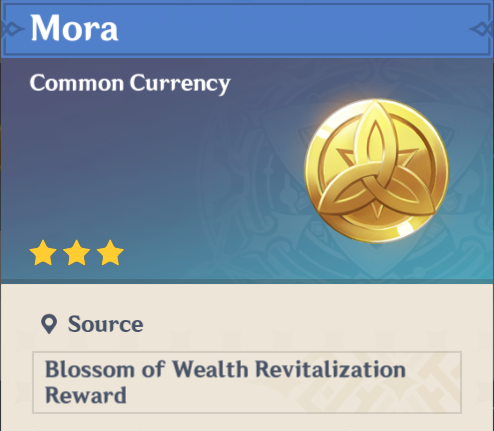 Mora
Common Currency
Source
Blossom of Wealth Revitalization
Reward